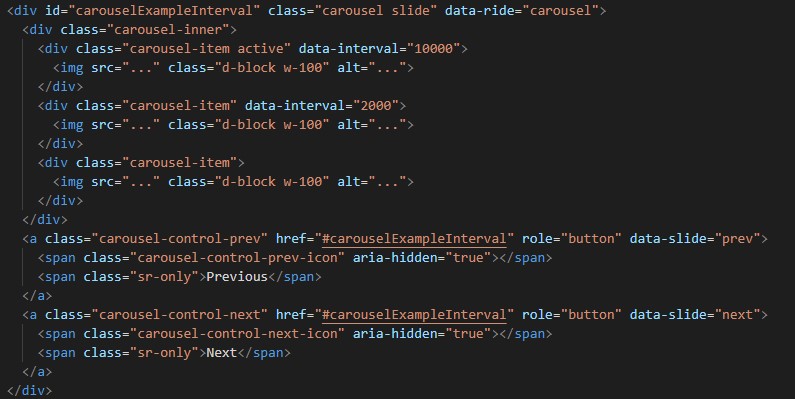 <div id="carouselExampleInterval" class="carousel slide" data-ride="carousel">
  <div class="carousel-inner">
    <div class="carousel-item active" data-interval="10000">
      <img src="..." class="d-block w-100" alt="...">
    </div>
    <div class="carousel-item" data-interval="2000">
      <img src="..." class="d-block w-100" alt="...">
    </div>
    <div class="carousel-item">
      <img src="..." class="d-block w-100" alt="...">
    </div>
  </div>
  <a class="carousel-control-prev" href="#carouselExampleInterval" role="button" data-slide="prev">
    <span class="carousel-control-prev-icon" aria-hidden="true"></span>
    <span class="sr-only">Previous</span>
  </a>
  <a class="carousel-control-next" href="#carouselExampleInterval" role="button" data-slide="next">
    <span class="carousel-control-next-icon" aria-hidden="true"></span>
    <span class="sr-only">Next</span>
  </a>
</div>